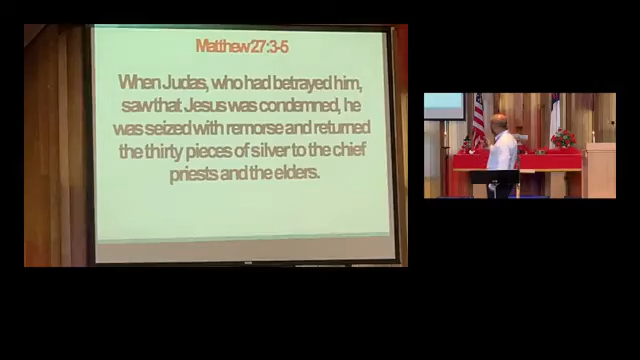 Matthew 27:3-5
When Judas, who had betrayed him,
saw that Jesus was condemned, he
was seized with remorse and returned
the thirty pieces of silver to the chief
priests and the elders.